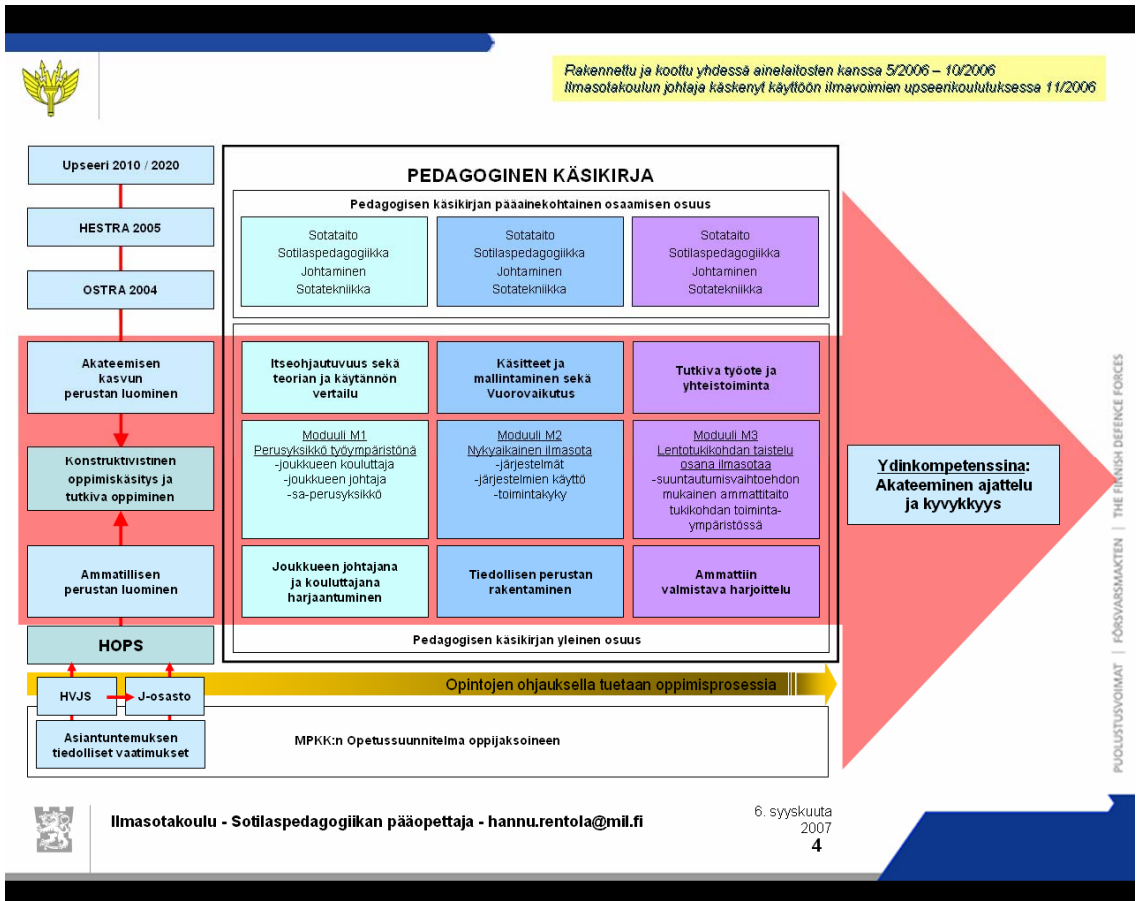 Rakennettu ja koottu yhdessä ainelaitosten kanssa 5/2006 – 10/2006
Ilmasotakoulun johtaja käskenyt käyttöön ilmavoimien upseerikoulutuksessa 11/2006
Upseeri 2010 / 2020
HESTRA 2005
OSTRA 2004
Akateemisen
kasvun
perustan luominen
Konstruktivistinen
oppimiskäsitys ja
tutkiva oppiminen
Ammatillisen
perustan luominen
HOPS
HVJS
J-osasto
Asiantuntemuksen
tiedolliset vaatimukset
PEDAGOGINEN KÄSIKIRJA
Pedagogisen käsikirjan pääainekohtainen osaamisen osuus
Sotataito
Sotilaspedagogiikka
Johtaminen
Sotatekniikka
Sotataito
Sotilaspedagogiikka
Johtaminen
Sotatekniikka
Sotataito
Sotilaspedagogiikka
Johtaminen
Sotatekniikka
Itseohjautuvuus sekä
teorian ja käytännön
vertailu
Käsitteet ja
mallintaminen sekä
Vuorovaikutus
Tutkiva työote ja
yhteistoiminta
Moduuli M1
Perusyksikkö työympäristönä
-joukkueen kouluttaja
-joukkueen johtaja
-sa-perusyksikkö
Moduuli M2
Nykyaikainen ilmasota
-järjestelmät
-järjestelmien käyttö
-toimintakyky
Moduuli M3
Lentotukikohdan taistelu
osana ilmasotaa
-suuntautumisvaihtoehdon
mukainen ammattitaito
tukikohdan toiminta-
ympäristössä
Joukkueen johtajana
ja kouluttajana
harjaantuminen
Tiedollisen perustan
rakentaminen
Ammattiin
valmistava harjoittelu
Pedagogisen käsikirjan yleinen osuus
Opintojen ohjauksella tuetaan oppimisprosessia
MPKK:n Opetussuunnitelma oppijaksoineen
Ydinkompetenssina:
Akateeminen ajattelu
ja kyvykkyys
PUOLUSTUSVOIMAT | FÖRSVARSMAKTEN | THE FINNISH DEFENCE FORCES
Ilmasotakoulu - Sotilaspedagogiikan pääopettaja - hannu.rentola@mil.fi
6. syyskuuta
2007
4